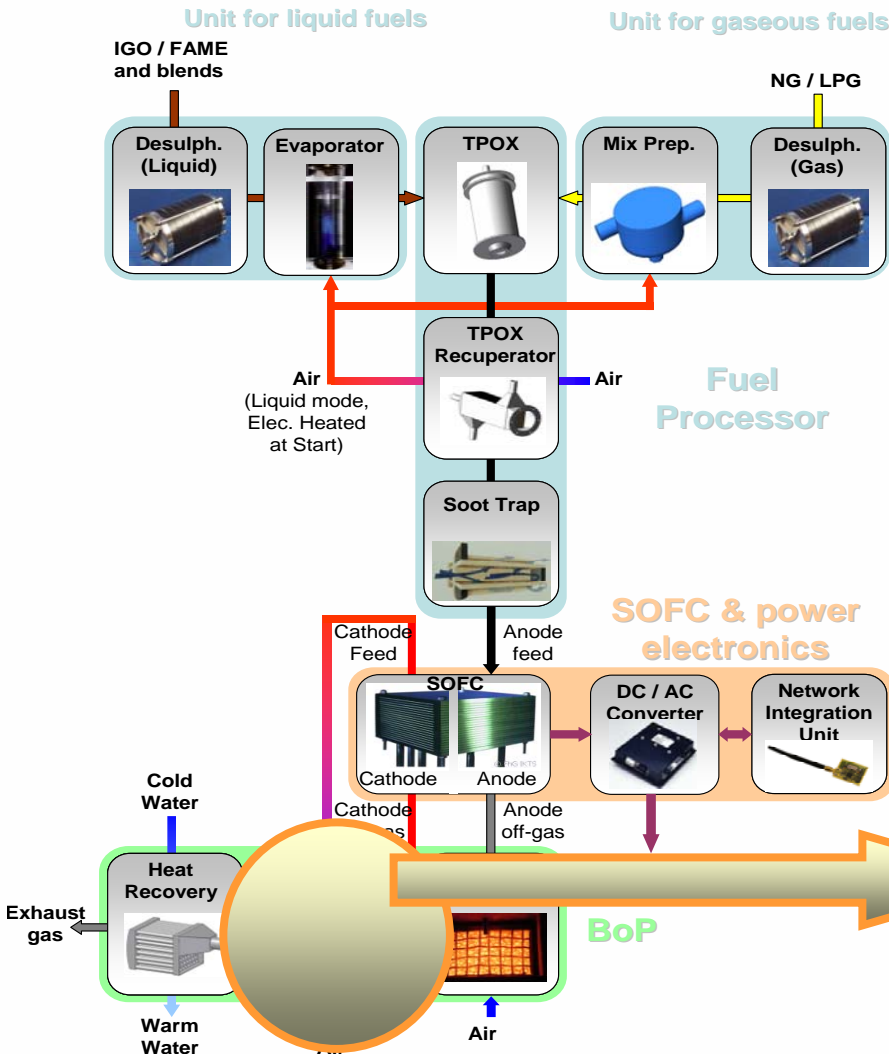 Unit for liquid fuels
Unit for gaseous fuels
IGO / FAME
and blends
NG / LPG
Desulph.
(Liquid)
Evaporator
TPOX
Mix Prep.
Desulph.
(Gas)
TPOX
Recuperator
Air
(Liquid mode,
Elec. Heated
at Start)
Air
Fuel
Processor
Soot Trap
SOFC & power
electronics
Cathode
Feed
Anode
feed
SOFC
DC / AC
Converter
Network
Integration
Unit
Cathode
Anode
Cold
Water
Cathode
Anode
off-gas
Heat
Recovery
Exhaust
gas
BoP
Warm
Water
Air